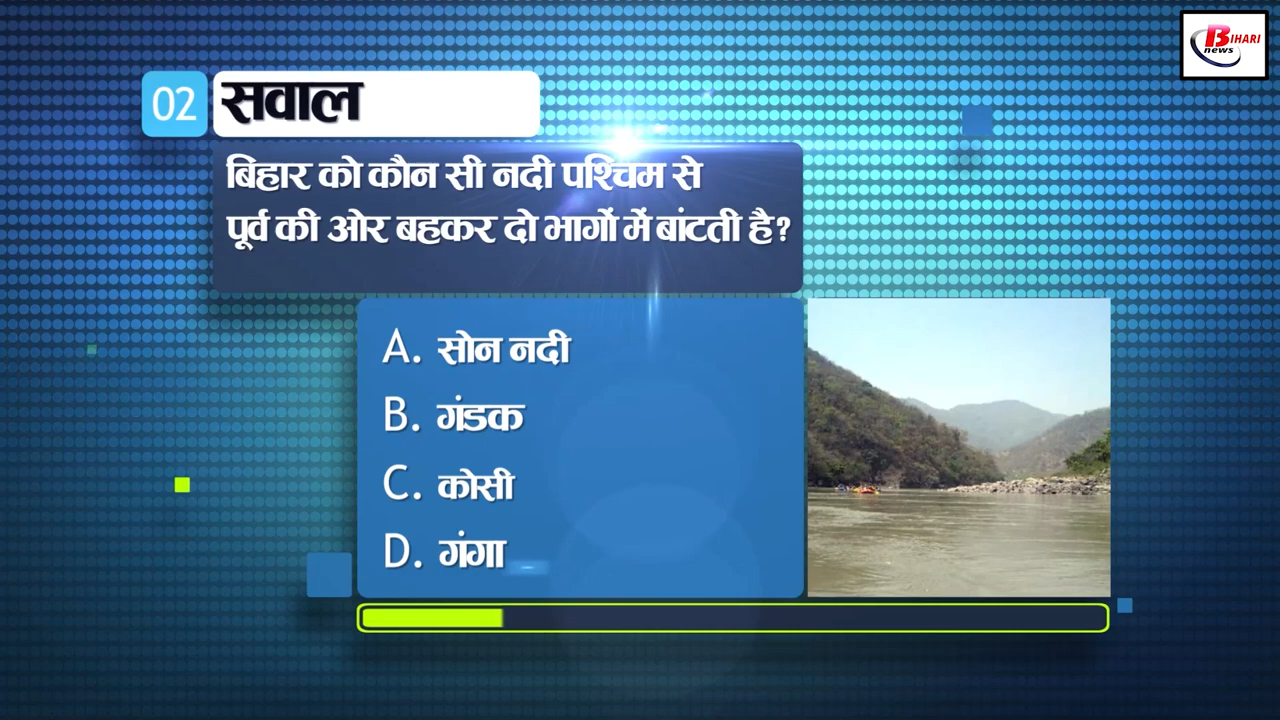 BIHARI
news
02 सवाल
बिहार को कौन सी नदी पश्चिम से
पूर्व की ओर बहकर दो भागों में बांटती है?
A. सोन नदी
B. गंडक
C. कोसी
D. गंगा